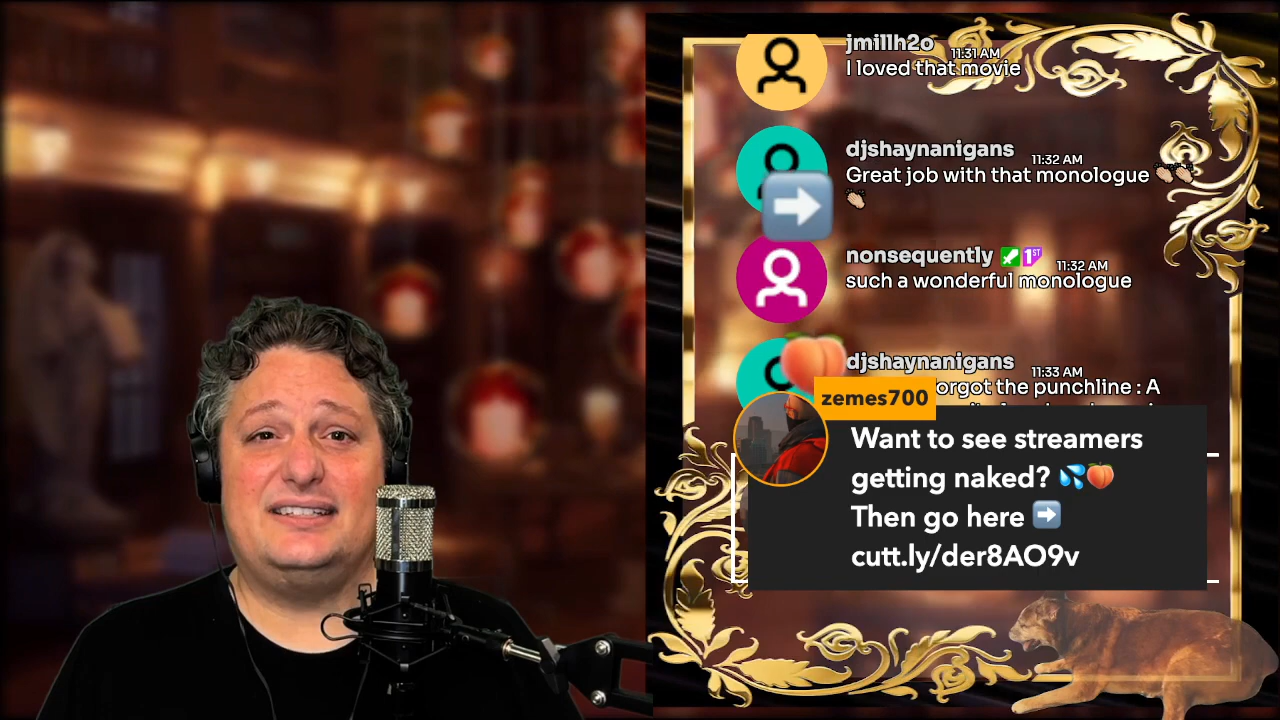 jmillh2o 11:31 AM
I loved that movie
djshaynanigans 11:32 AM
Great job with that monologue 👏🏼👏🏼
👏🏼
nonsequently 1ST 11:32 AM
such a wonderful monologue
djshaynanigans 11:33 AM
orgot the punchline : A
zemes700
Want to see streamers
getting naked? 💦🍑
Then go here ➡️
cutt.ly/der8AO9v